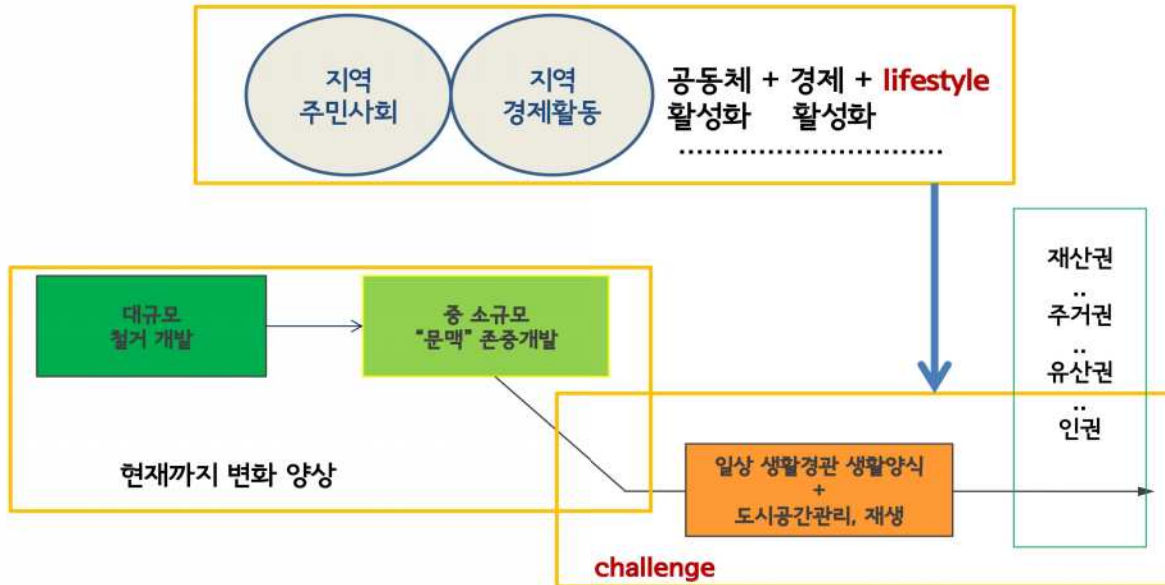 지역
주민사회
지역
경제활동
공동체 + 경제 + lifestyle
활성화 활성화
..............................
대규모
철거 개발
중 소규모
“문맥” 존중개발
현재까지 변화 양상
재산권
..
주거권
..
유산권
..
인권
일상 생활경관 생활양식
+
도시공간관리, 재생
challenge